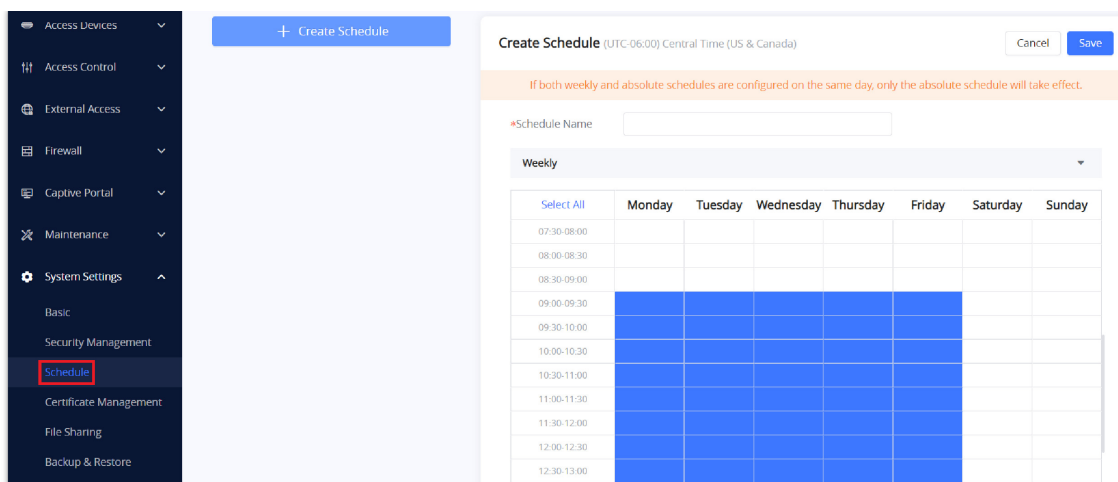 Access Devices
Access Control
External Access
Firewall
Captive Portal
Maintenance
System Settings
Basic
Security Management
Schedule
Certificate Management
File Sharing
Backup & Restore
+ Create Schedule
Create Schedule (UTC-06:00) Central Time (US & Canada)
Cancel
Save
If both weekly and absolute schedules are configured on the same day, only the absolute schedule will take effect.
*Schedule Name
Weekly
Select All Monday Tuesday Wednesday Thursday Friday Saturday Sunday
07:30-08:00
08:00-08:30
08:30-09:00
09:00-09:30
09:30-10:00
10:00-10:30
10:30-11:00
11:00-11:30
11:30-12:00
12:00-12:30
12:30-13:00